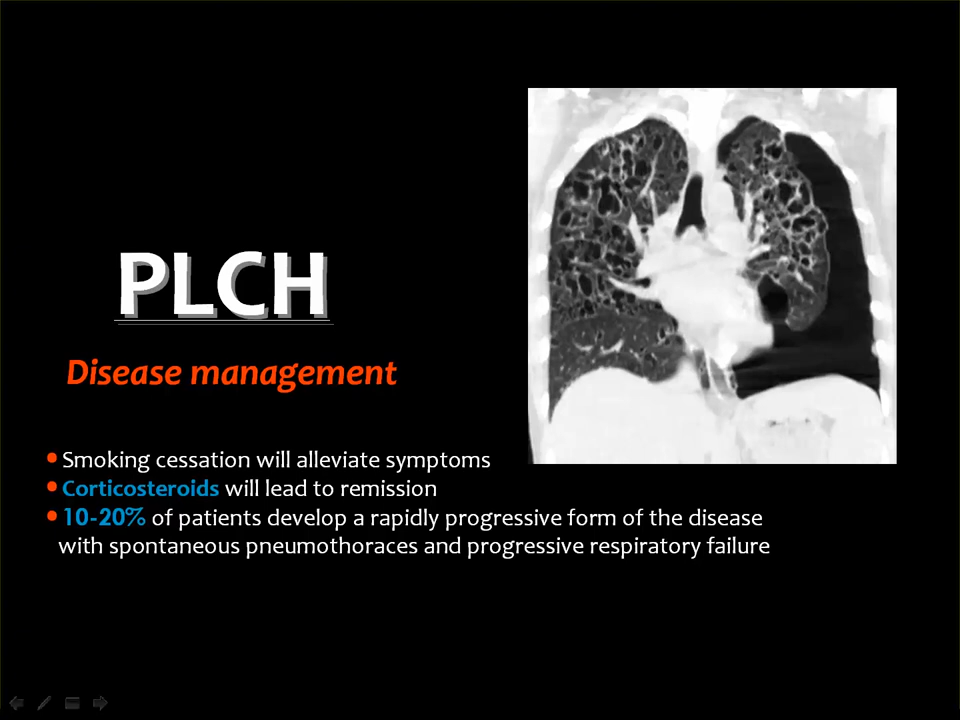 PLCH
Disease management
• Smoking cessation will alleviate symptoms
• Corticosteroids will lead to remission
• 10-20% of patients develop a rapidly progressive form of the disease
with spontaneous pneumothoraces and progressive respiratory failure